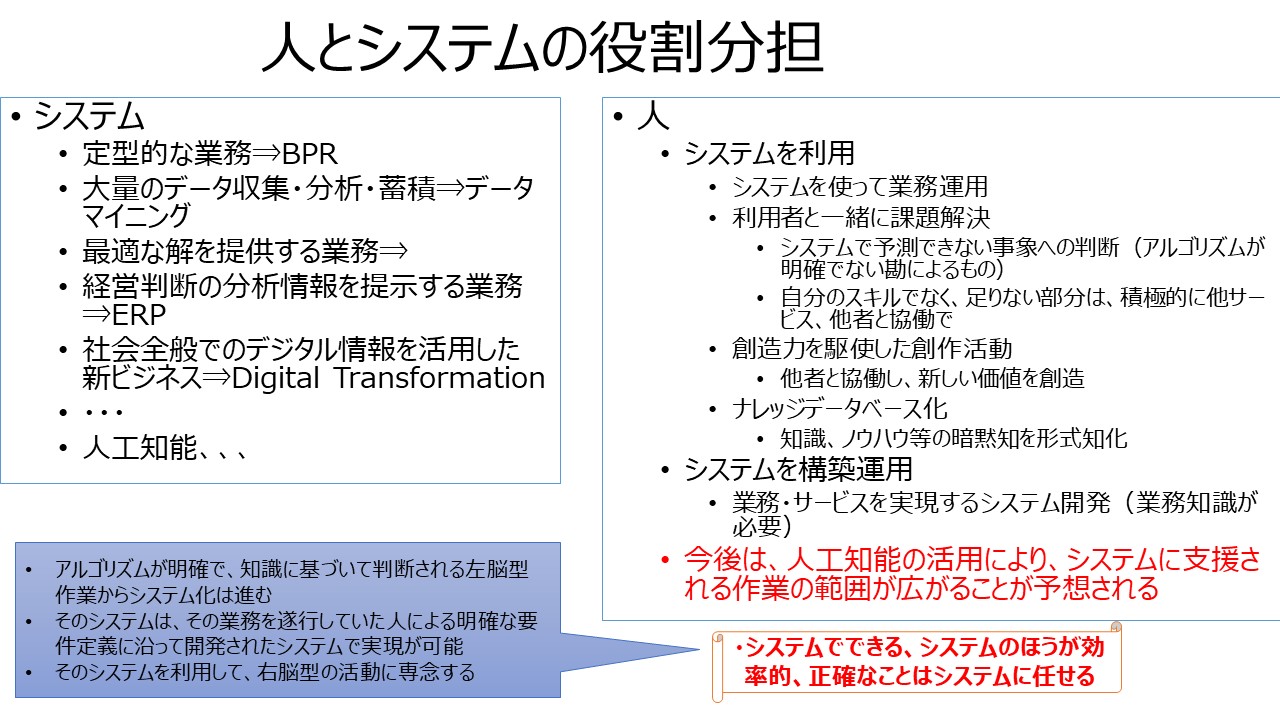 人とシステムの役割分担
• システム
• 定型的な業務⇒BPR
• 大量のデータ収集・分析・蓄積⇒データ
マイニング
• 最適な解を提供する業務⇒
• 経営判断の分析情報を提示する業務
⇒ERP
• 社会全般でのデジタル情報を活用した
新ビジネス⇒Digital Transformation
• ・・・
• 人工知能、、、
• 人
• システムを利用
• システムを使って業務運用
• 利用者と一緒に課題解決
• システムで予測できない事象への判断（アルゴリズムが
明確でない勘によるもの）
• 自分のスキルでなく、足りない部分は、積極的に他サー
ビス、他者と協働で
• 創造力を駆使した創作活動
• 他者と協働し、新しい価値を創造
• ナレッジデータベース化
• 知識、ノウハウ等の暗黙知を形式知化
• システムを構築運用
• 業務・サービスを実現するシステム開発（業務知識が
必要）
• 今後は、人工知能の活用により、システムに支援さ
れる作業の範囲が広がることが予想される
• アルゴリズムが明確で、知識に基づいて判断される左脳型
作業からシステム化は進む
• そのシステムは、その業務を遂行していた人による明確な要
件定義に沿って開発されたシステムで実現が可能
• そのシステムを利用して、右脳型の活動に専念する
・システムでできる、システムのほうが効
率的、正確なことはシステムに任せる